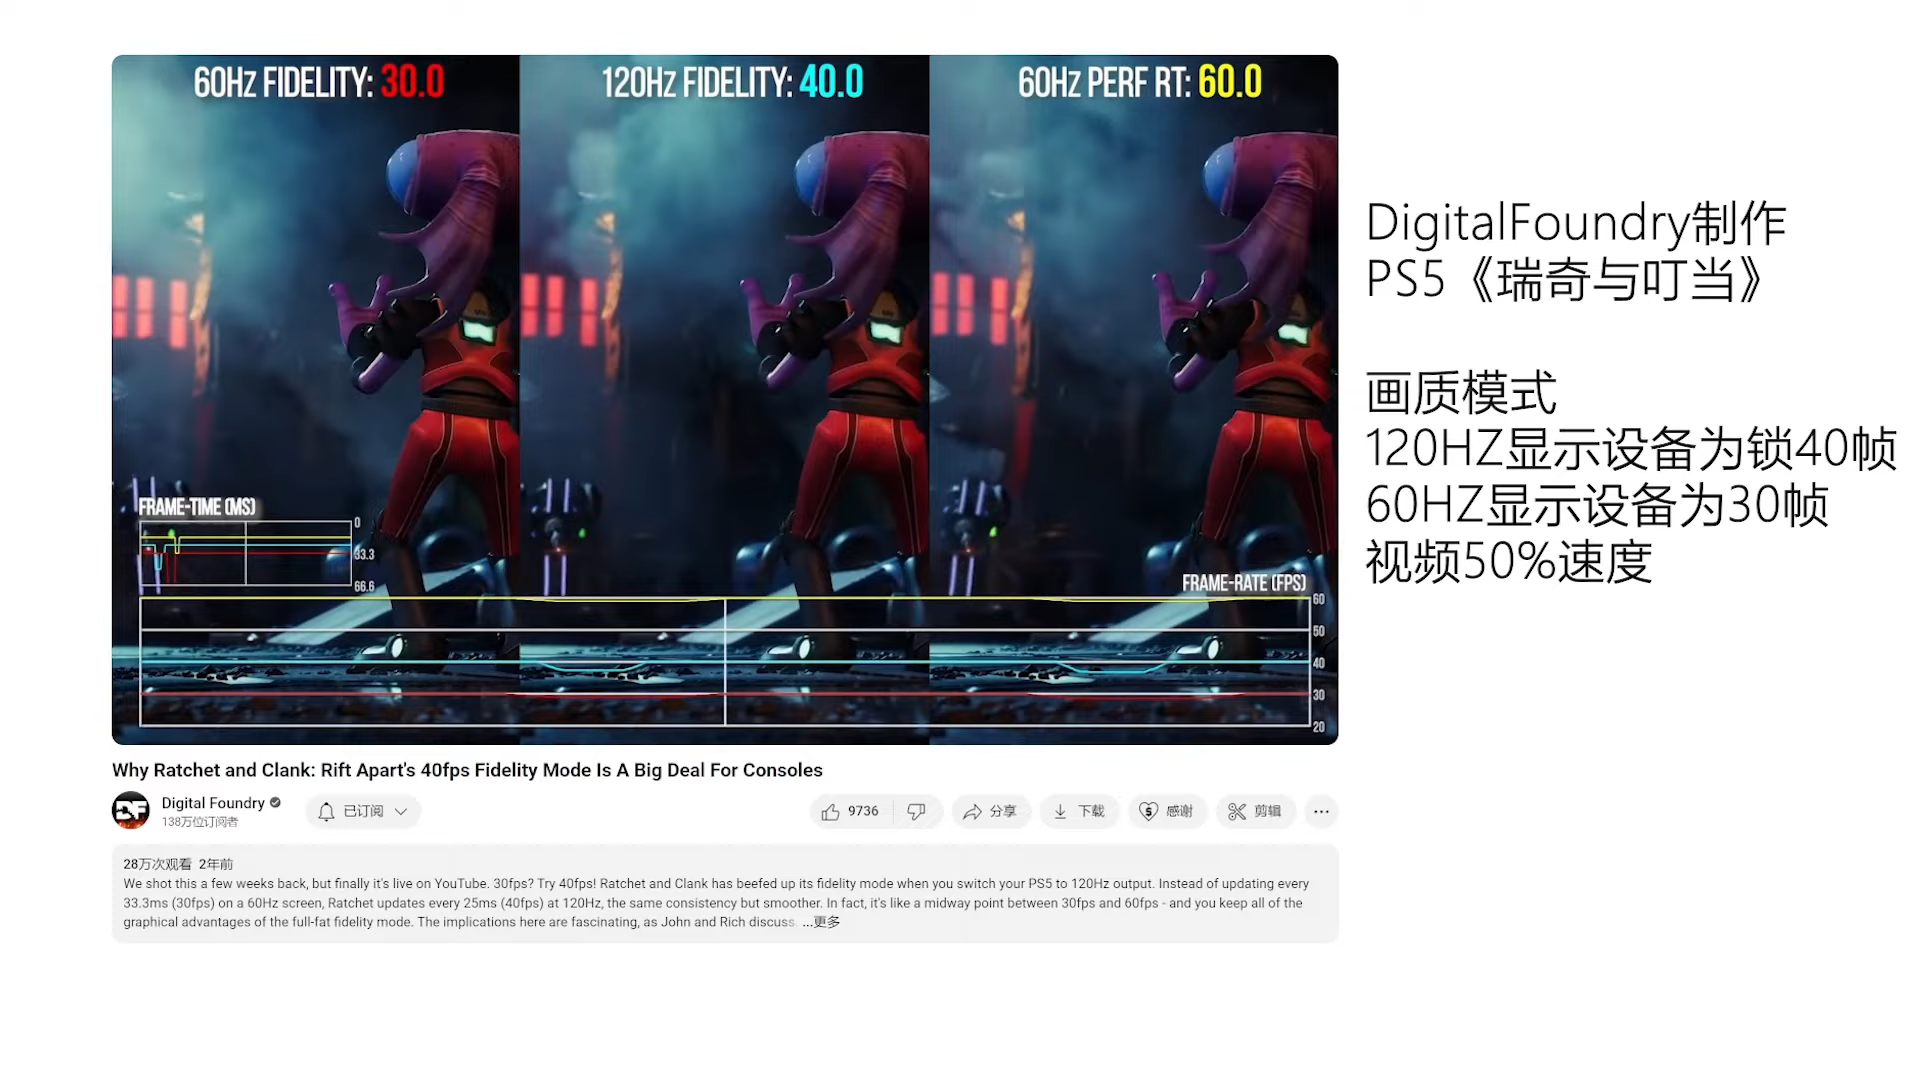 60Hz FIDELITY: 30.0
120Hz FIDELITY: 40.0
60Hz PERF RT: 60.0
DigitalFoundry制作
PS5《瑞奇与叮当》
画质模式
120HZ显示设备为锁40帧
60HZ显示设备为30帧
视频50%速度
FRAME-TIME (MS)
0
33.3
66.6
FRAME-RATE (FPS)
60
50
40
30
20
Why Ratchet and Clank: Rift Apart's 40fps Fidelity Mode Is A Big Deal For Consoles
DF
Digital Foundry
138万位订阅者
已订阅
9736
分享
下载
感谢
剪辑
28万次观看 2年前
We shot this a few weeks back, but finally it's live on YouTube. 30fps? Try 40fps! Ratchet and Clank has beefed up its fidelity mode when you switch your PS5 to 120Hz output. Instead of updating every
33.3ms (30fps) on a 60Hz screen, Ratchet updates every 25ms (40fps) at 120Hz, the same consistency but smoother. In fact, it's like a midway point between 30fps and 60fps - and you keep all of the
graphical advantages of the full-fat fidelity mode. The implications here are fascinating, as John and Rich discuss. ...更多